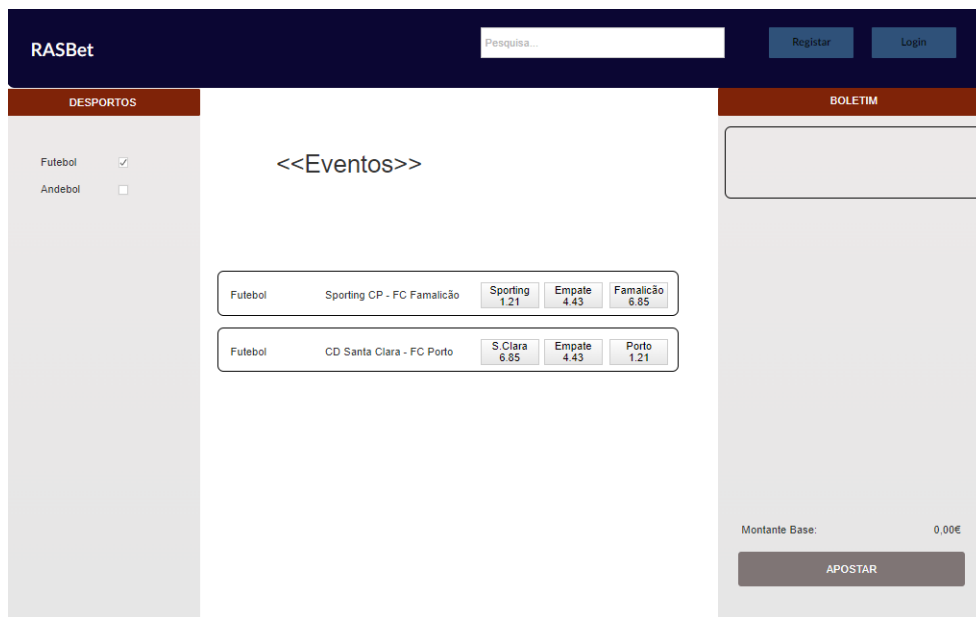 RASBet
Pesquisa...
Registar
Login
DESPORTOS
Futebol
Andebol
<<Eventos>>
Futebol
Sporting CP - FC Famalicão
Sporting
1.21
Empate
4.43
Famalicão
6.85
Futebol
CD Santa Clara - FC Porto
S.Clara
6.85
Empate
4.43
Porto
1.21
BOLETIM
Montante Base:
0,00€
APOSTAR